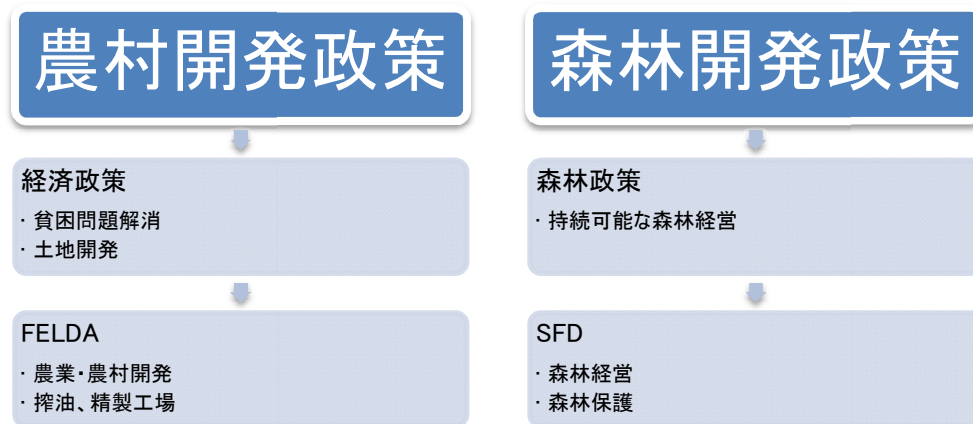 農村開発政策
経済政策
· 貧困問題解消
· 土地開発
FELDA
· 農業・農村開発
· 搾油、精製工場
森林開発政策
森林政策
· 持続可能な森林経営
SFD
· 森林経営
· 森林保護